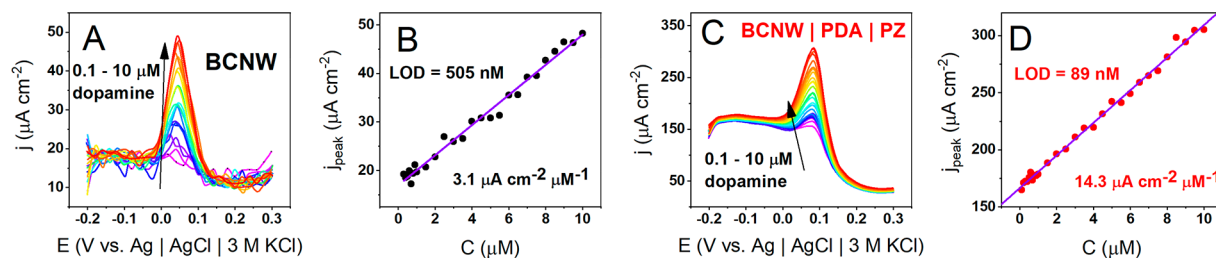 A
BCNW
0.1 - 10 μM
dopamine
j (μA cm-2)
50
40
30
20
10
-0.2 -0.1 0.0 0.1 0.2 0.3
E (V vs. Ag | AgCl | 3 M KCl)
B
LOD = 505 nM
3.1 μA cm-2 μM-1
jpeak (μA cm-2)
50
40
30
20
0 2 4 6 8 10
C (μM)
C
BCNW | PDA | PZ
0.1 - 10 μM
dopamine
j (μA cm-2)
350
250
150
50
-0.2 -0.1 0.0 0.1 0.2 0.3
E (V vs. Ag | AgCl | 3 M KCl)
D
LOD = 89 nM
14.3 μA cm-2 μM-1
jpeak (μA cm-2)
300
250
200
150
0 2 4 6 8 10
C (μM)